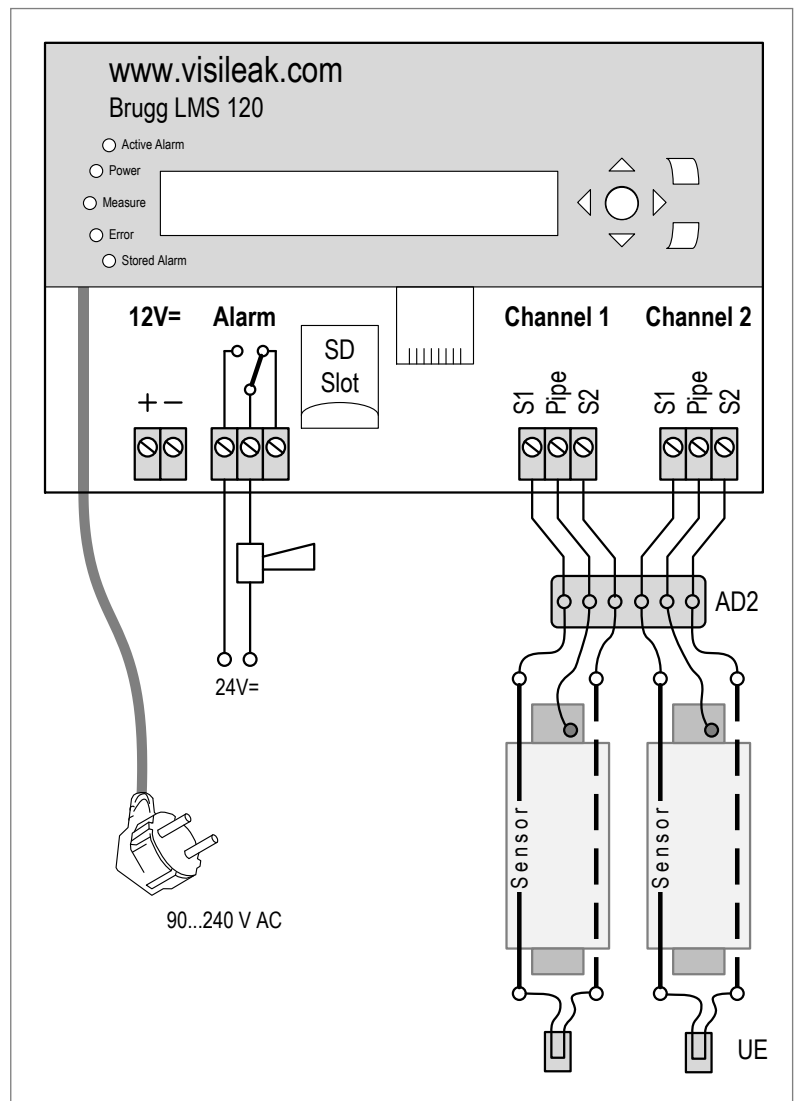 www.visileak.com
Brugg LMS 120
Active Alarm
Power
Measure
Error
Stored Alarm
12V=
Alarm
Channel 1
Channel 2
SD
Slot
+ −
S1
Pipe
S2
S1
Pipe
S2
AD2
24V=
Sensor
Sensor
90...240 V AC
UE